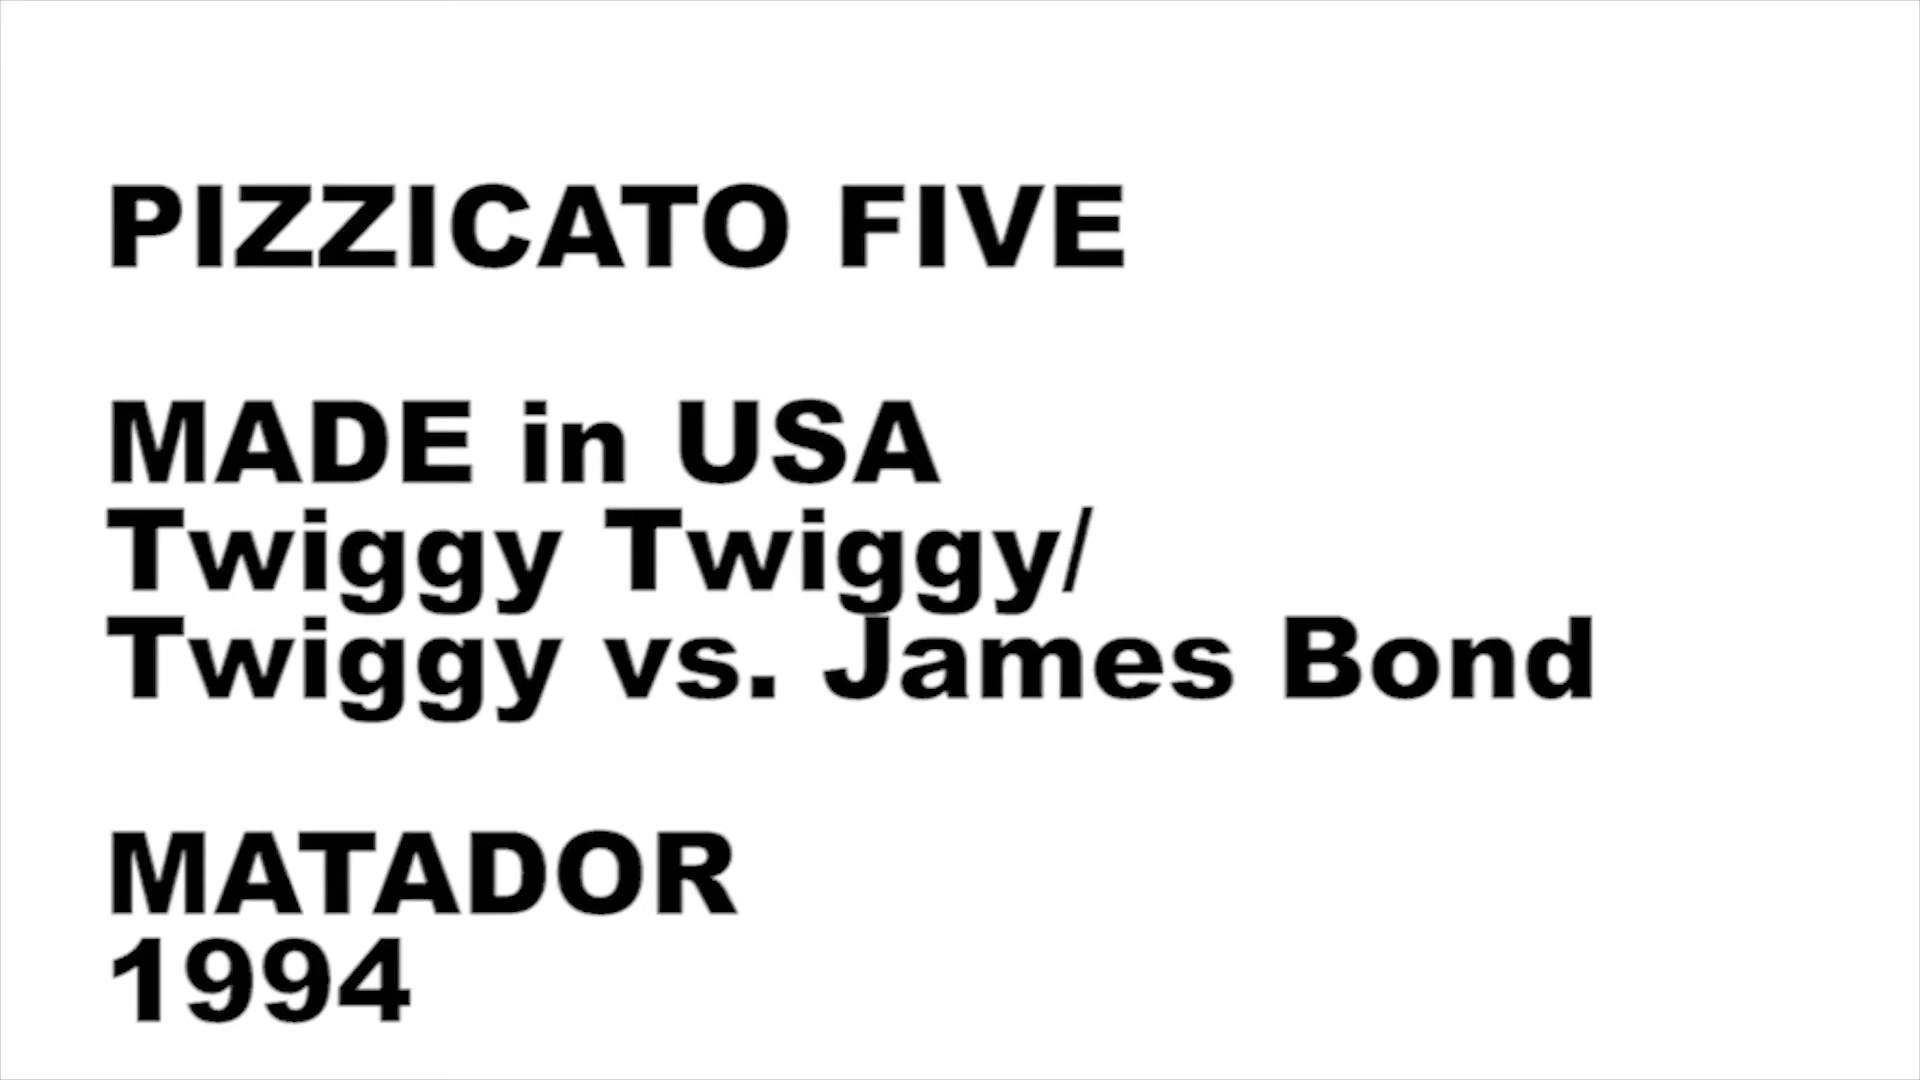 PIZZICATO FIVE
MADE in USA
Twiggy Twiggy/
Twiggy vs. James Bond
MATADOR
1994